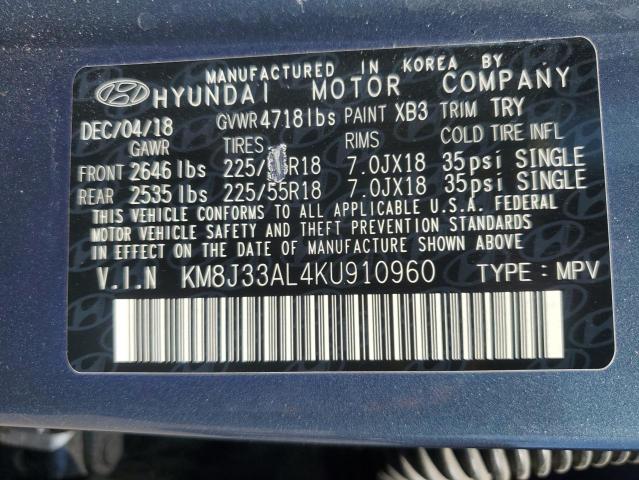 MANUFACTURED IN KOREA BY
HYUNDAI MOTOR COMPANY
DEC/04/18 GVWR 4718lbs PAINT XB3 TRIM TRY
GAWR TIRES RIMS COLD TIRE INFL
FRONT 2646 lbs 225/ R18 7.0JX18 35psi SINGLE
REAR 2535 lbs 225/55R18 7.0JX18 35psi SINGLE
THIS VEHICLE CONFORMS TO ALL APPLICABLE U.S.A. FEDERAL
MOTOR VEHICLE SAFETY AND THEFT PREVENTION STANDARDS
IN EFFECT ON THE DATE OF MANUFACTURE SHOWN ABOVE.
V.I.N KM8J33AL4KU910960 TYPE : MPV